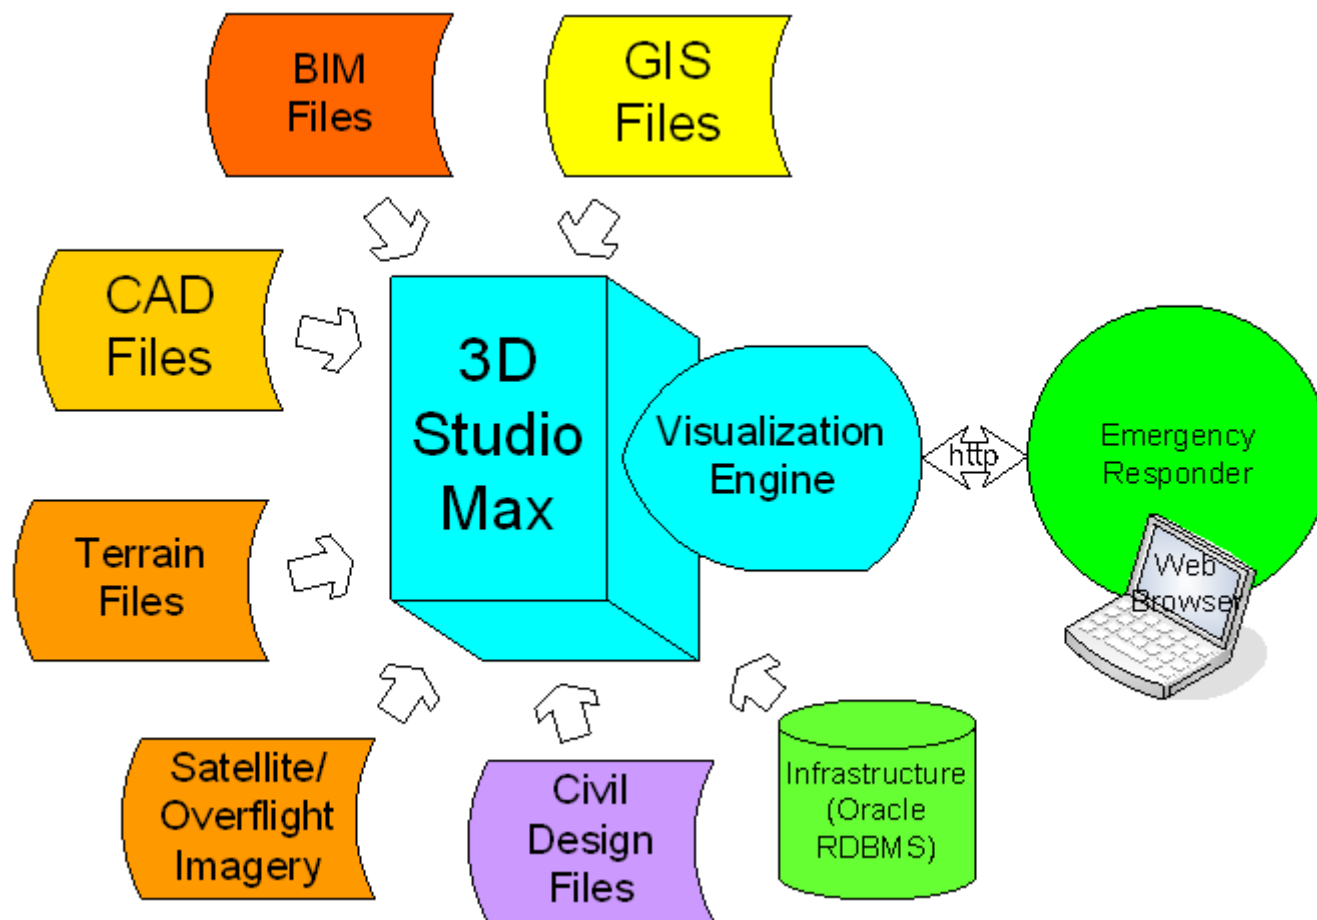 BIM
Files
GIS
Files
CAD
Files
3D
Studio
Max
Visualization
Engine
http
Emergency
Responder
Web
Browser
Terrain
Files
Satellite/
Overflight
Imagery
Civil
Design
Files
Infrastructure
(Oracle
RDBMS)